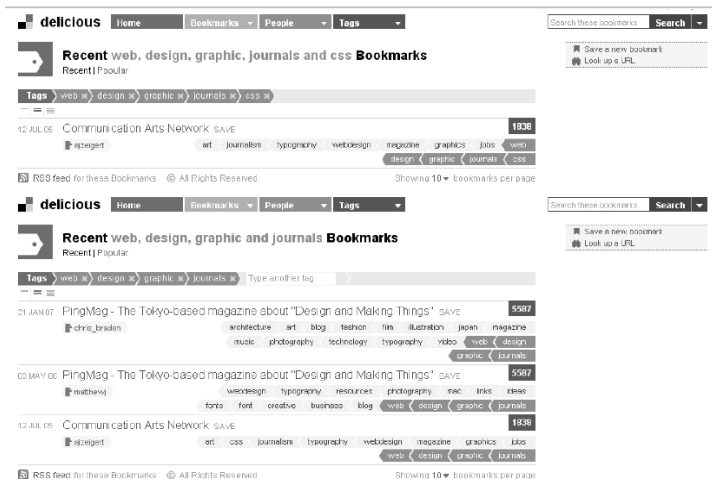 delicious Home Bookmarks People Tags Search these bookmarks Search
Recent web, design, graphic, journals and css Bookmarks
Recent | Popular
Save a new bookmark
Look up a URL
Tags web x design x graphic x journals x css x
12 JUL 05 Communication Arts Network SAVE 1838
ajzeigert art journalism typography webdesign magazine graphics jobs web
design graphic journals css
RSS feed for these Bookmarks © All Rights Reserved Showing 10 bookmarks per page
delicious Home Bookmarks People Tags Search these bookmarks Search
Recent web, design, graphic and journals Bookmarks
Recent | Popular
Save a new bookmark
Look up a URL
Tags web x design x graphic x journals x Type another tag
31 JAN 07 PingMag - The Tokyo-based magazine about "Design and Making Things" SAVE 5587
chris_braden architecture art blog fashion film illustration japan magazine
music photography technology typography video web design
graphic journals
03 MAY 06 PingMag - The Tokyo-based magazine about "Design and Making Things" SAVE 5587
matthewj webdesign typography resources photography mac links ideas
fonts font creative business blog web design graphic journals
12 JUL 05 Communication Arts Network SAVE 1838
ajzeigert art css journalism typography webdesign magazine graphics jobs
web design graphic journals
RSS feed for these Bookmarks © All Rights Reserved Showing 10 bookmarks per page